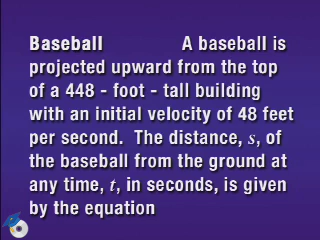 Baseball A baseball is
projected upward from the top
of a 448 - foot - tall building
with an initial velocity of 48 feet
per second. The distance, s, of
the baseball from the ground at
any time, t, in seconds, is given
by the equation